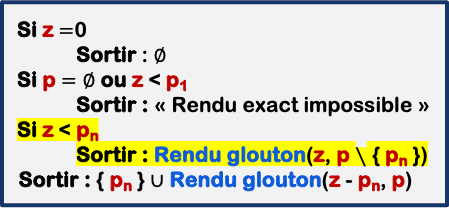 Si z =0
Sortir : ∅
Si p = ∅ ou z < p₁
Sortir : « Rendu exact impossible »
Si z < pₙ
Sortir : Rendu glouton(z, p \ { pₙ })
Sortir : { pₙ } ∪ Rendu glouton(z - pₙ, p)